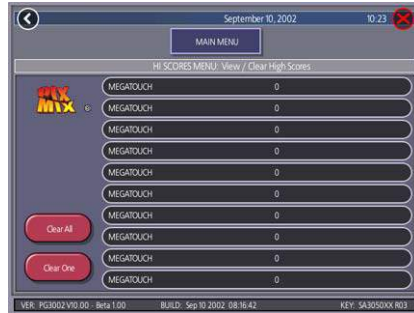 September 10, 2002 10:23
MAIN MENU
HI SCORES MENU: View / Clear High Scores
PIX
MIX ®
MEGATOUCH 0
MEGATOUCH 0
MEGATOUCH 0
MEGATOUCH 0
MEGATOUCH 0
MEGATOUCH 0
MEGATOUCH 0
MEGATOUCH 0
MEGATOUCH 0
MEGATOUCH 0
Clear All
Clear One
VER: PG3002 V10.00 - Beta 1.00 BUILD: Sep 10 2002 08:16:42 KEY: SA3050XX R03